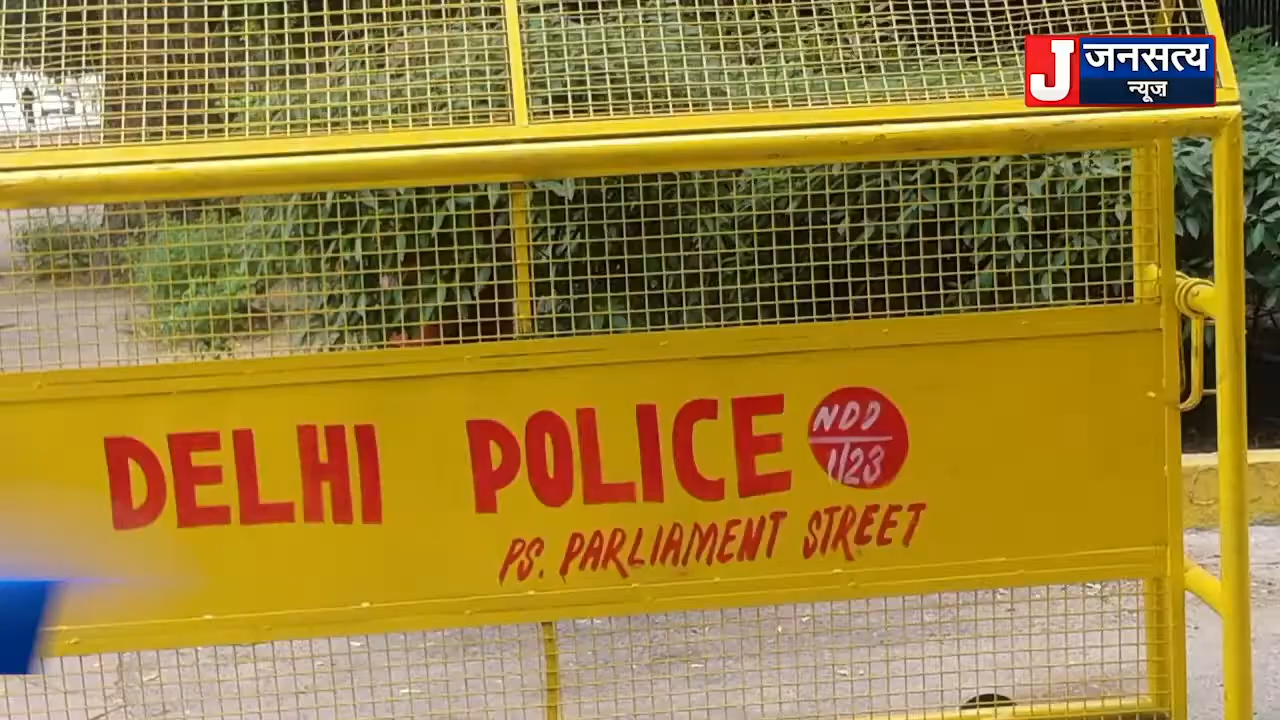 J जनसत्य
न्यूज
DELHI POLICE
NDD
1/23
PS. PARLIAMENT STREET